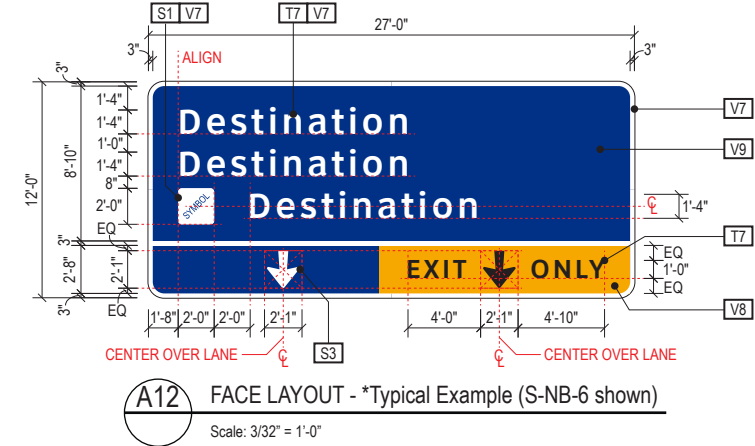 S1 V7
T7 V7
27'-0"
3"
3"
ALIGN
3"
1'-4"
1'-4"
1'-0"
1'-4"
8"
2'-0"
EQ
12'-0"
8'-10"
3"
2'-8"
2'-1"
3"
EQ
Destination
Destination
SYMBOL
Destination
V7
V9
℄
1'-4"
EXIT ONLY
T7
EQ
1'-0"
EQ
V8
1'-8" 2'-0" 2'-0" 2'-1" 4'-0" 2'-1" 4'-10"
CENTER OVER LANE ℄ S3 ℄ CENTER OVER LANE
A12 FACE LAYOUT - *Typical Example (S-NB-6 shown)
Scale: 3/32" = 1'-0"